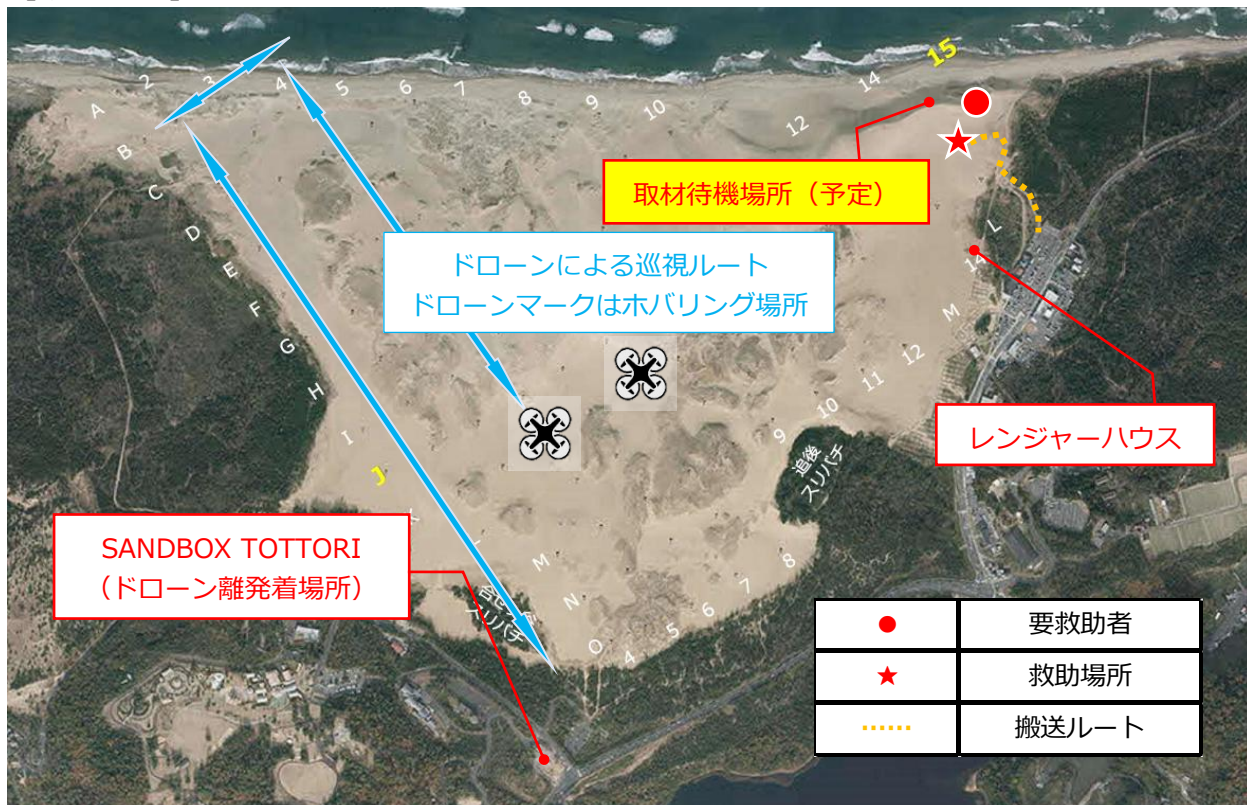 15
2
3
4
5
6
7
8
9
10
12
14
A
B
C
D
E
F
G
H
I
J
K
L
M
N
O
4
5
6
7
8
9
10
11
12
M
14
L
取材待機場所（予定）
ドローンによる巡視ルート
ドローンマークはホバリング場所
レンジャーハウス
追後
スリバチ
スリバチ
SANDBOX TOTTORI
（ドローン離発着場所）
要救助者
救助場所
搬送ルート